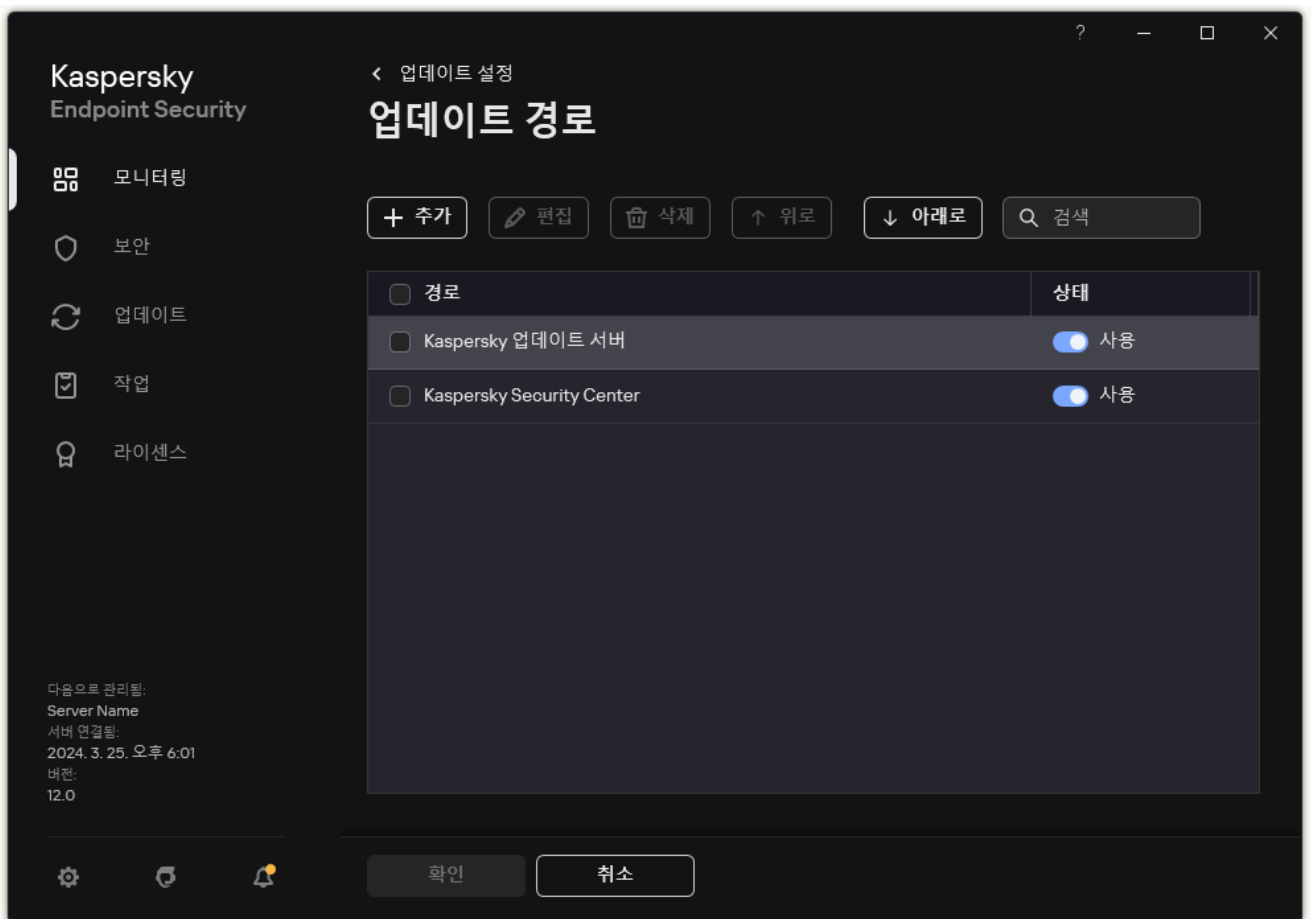 ?
Kaspersky
Endpoint Security
모니터링
보안
업데이트
작업
라이센스
다음으로 관리됨:
Server Name
서버 연결됨:
2024. 3. 25. 오후 6:01
버전:
12.0
업데이트 설정
업데이트 경로
추가 편집 삭제 위로 아래로 검색
경로 상태
Kaspersky 업데이트 서버 사용
Kaspersky Security Center 사용
확인 취소